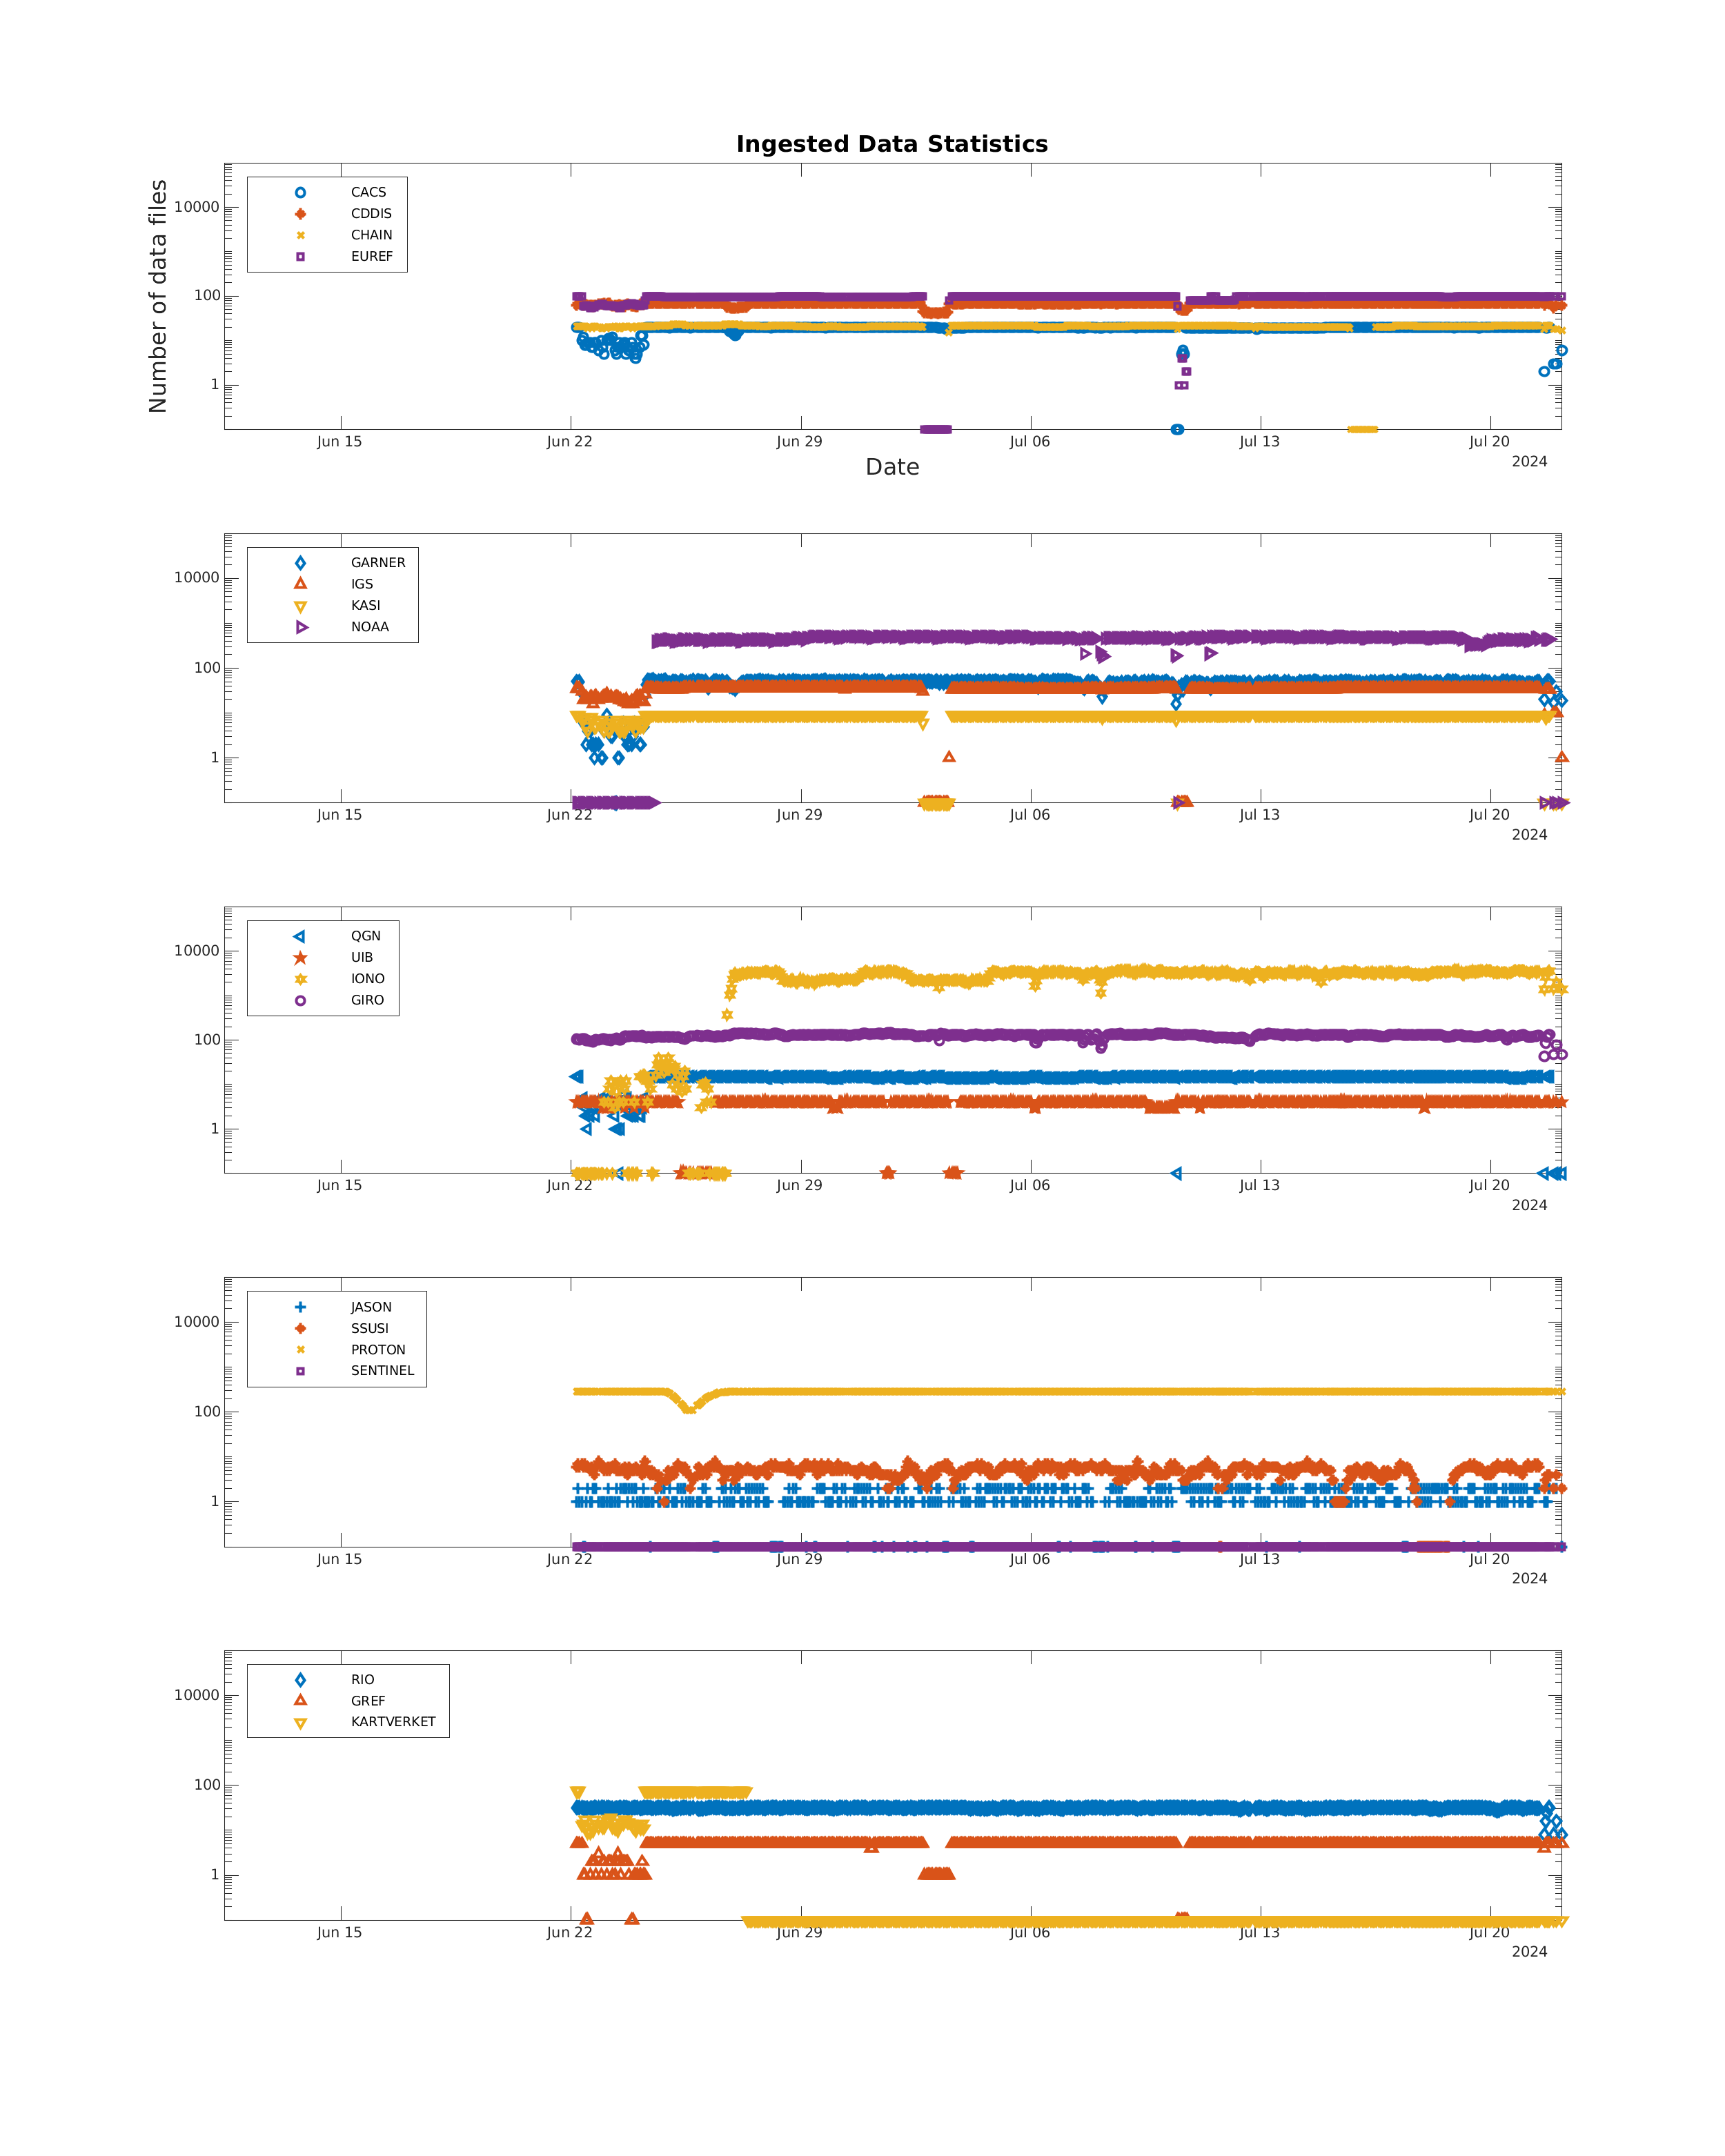 Ingested Data Statistics
Number of data files
CACS
CDDIS
CHAIN
EUREF
10000
100
1
Jun 15 Jun 22 Jun 29 Jul 06 Jul 13 Jul 20
2024
Date
GARNER
IGS
KASI
NOAA
10000
100
1
Jun 15 Jun 22 Jun 29 Jul 06 Jul 13 Jul 20
2024
QGN
UIB
IONO
GIRO
10000
100
1
Jun 15 Jun 22 Jun 29 Jul 06 Jul 13 Jul 20
2024
JASON
SSUSI
PROTON
SENTINEL
10000
100
1
Jun 15 Jun 22 Jun 29 Jul 06 Jul 13 Jul 20
2024
RIO
GREF
KARTVERKET
10000
100
1
Jun 15 Jun 22 Jun 29 Jul 06 Jul 13 Jul 20
2024